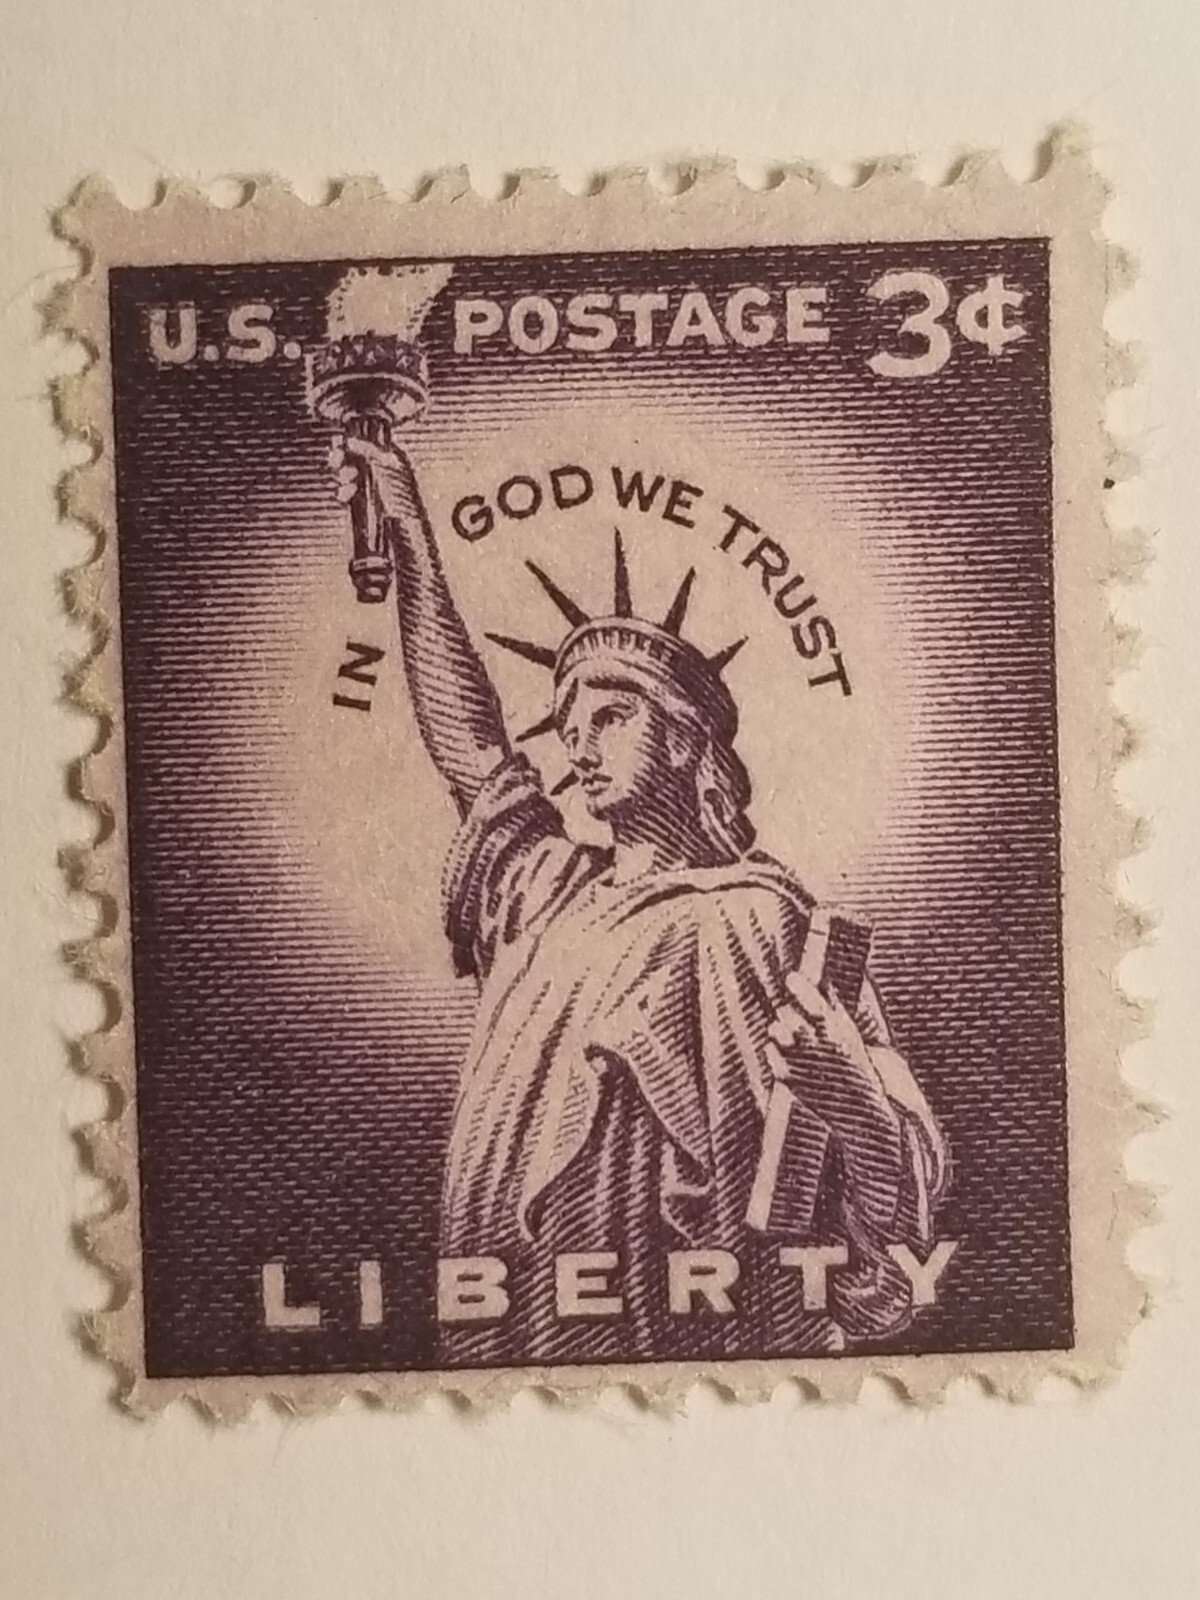 U.S. POSTAGE 3¢
IN GOD WE TRUST
LIBERTY